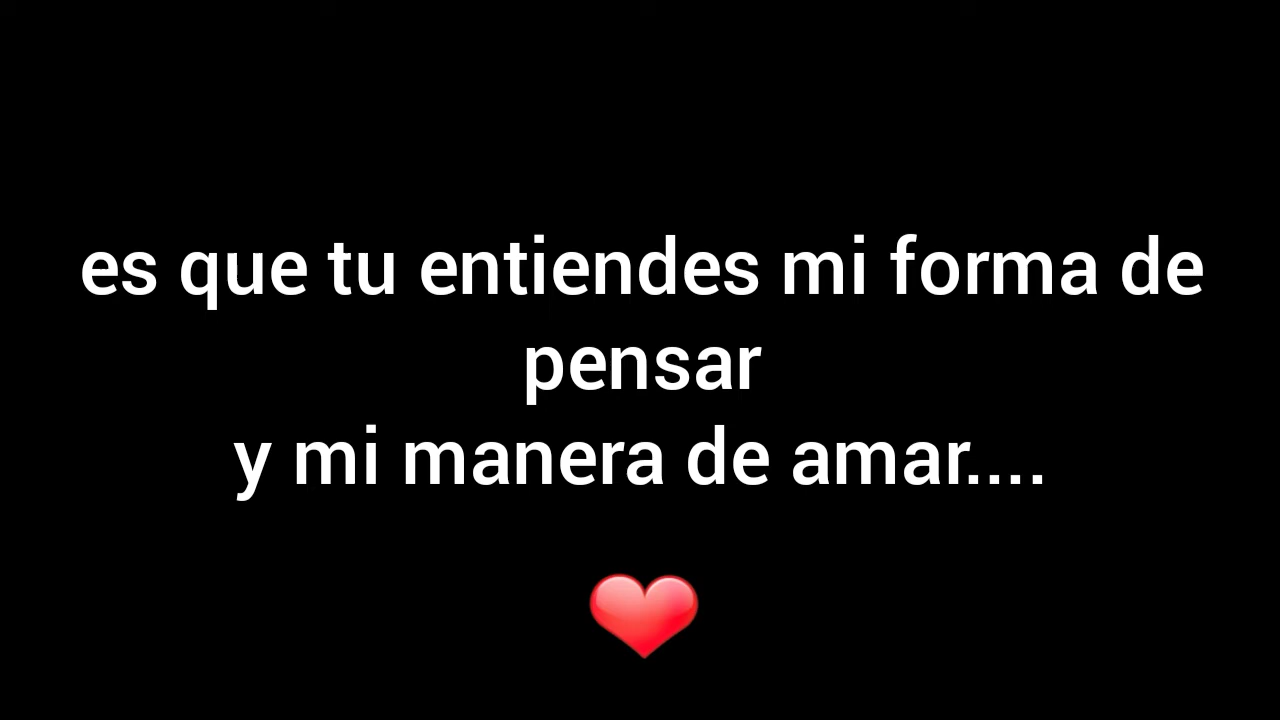 es que tu entiendes mi forma de
pensar
y mi manera de amar....